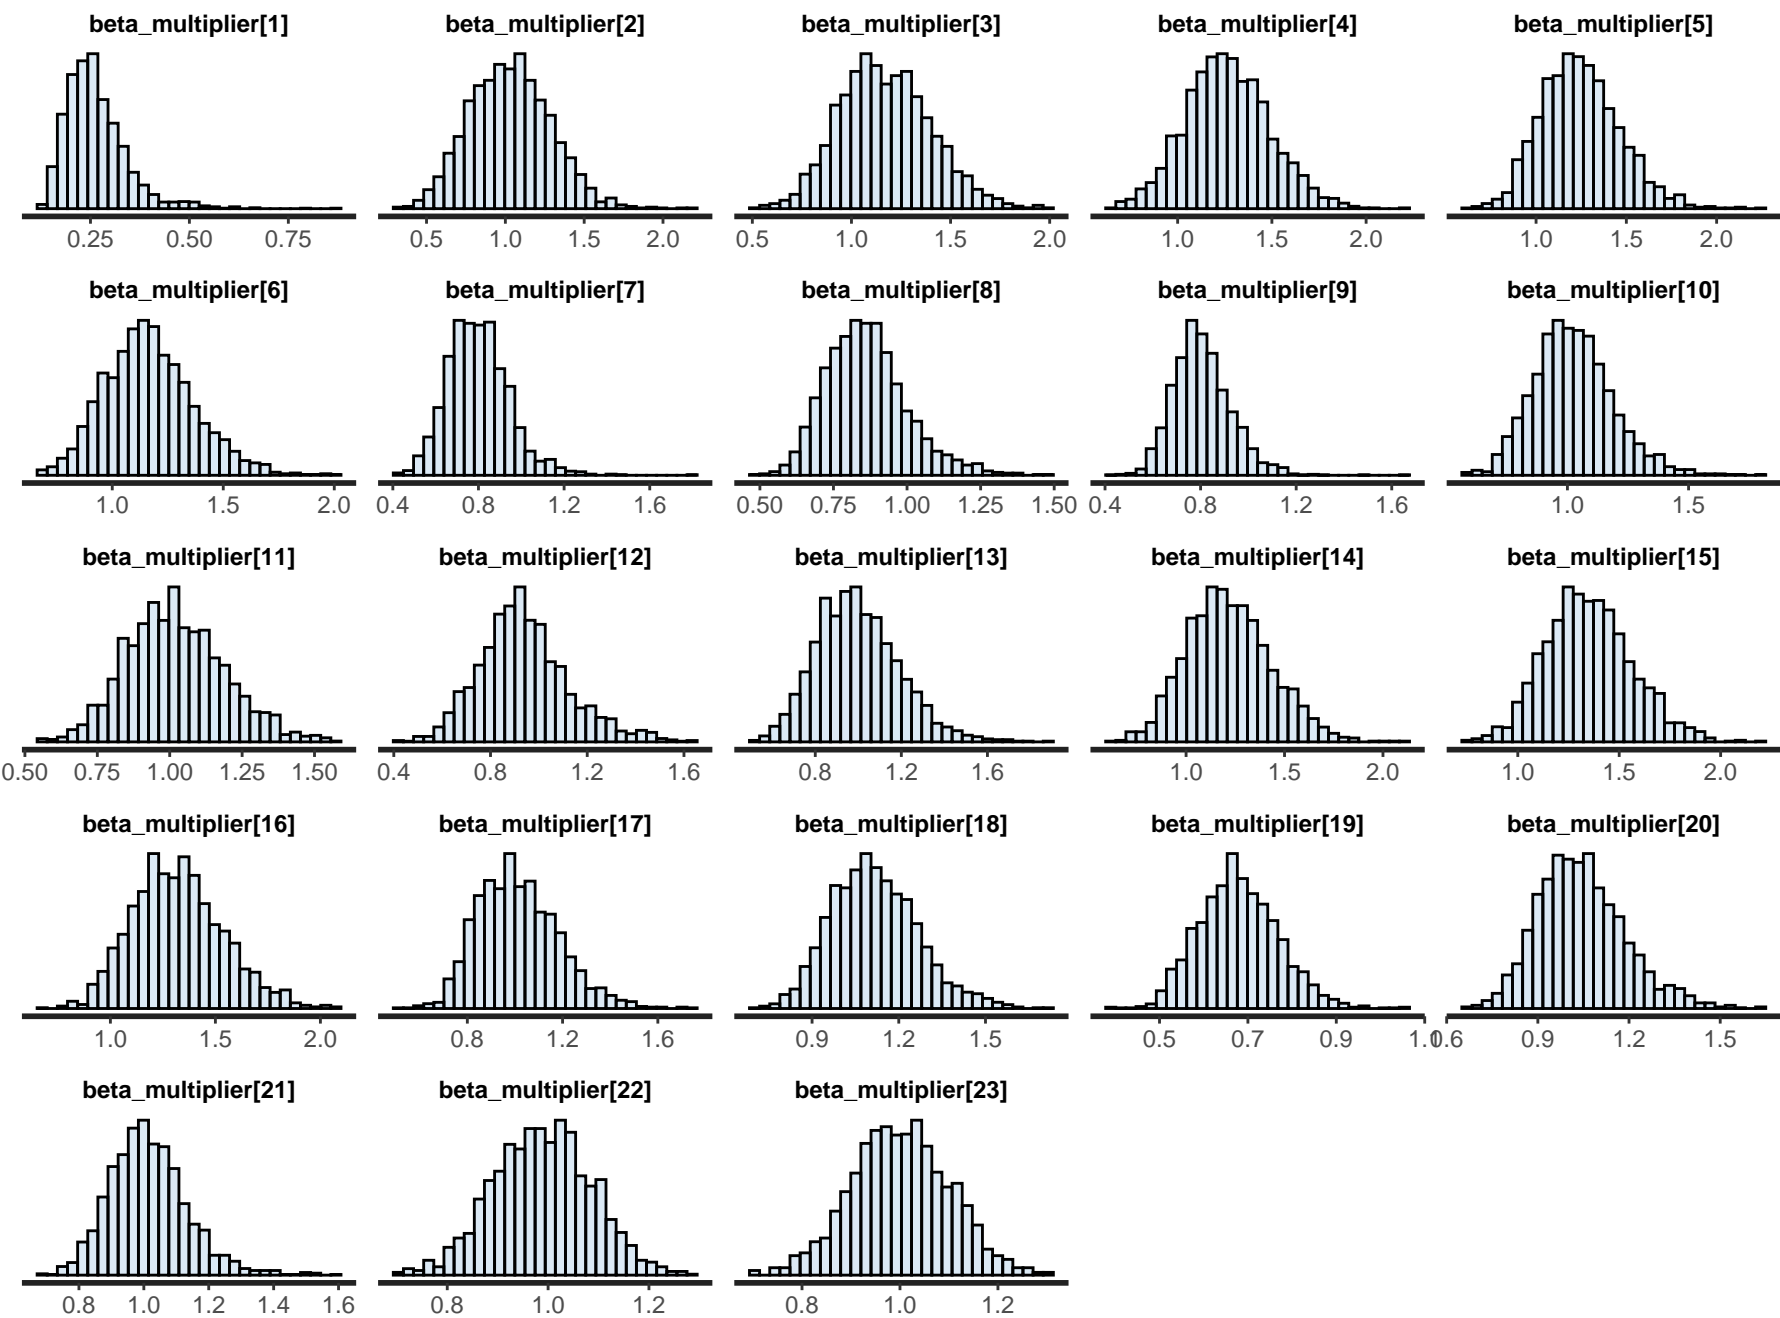 beta_multiplier[1] beta_multiplier[2] beta_multiplier[3] beta_multiplier[4] beta_multiplier[5]
0.25 0.50 0.75 0.5 1.0 1.5 2.0 0.5 1.0 1.5 2.0 1.0 1.5 2.0 1.0 1.5 2.0
beta_multiplier[6] beta_multiplier[7] beta_multiplier[8] beta_multiplier[9] beta_multiplier[10]
1.0 1.5 2.0 0.4 0.8 1.2 1.6 0.50 0.75 1.00 1.25 1.50 0.4 0.8 1.2 1.6 1.0 1.5
beta_multiplier[11] beta_multiplier[12] beta_multiplier[13] beta_multiplier[14] beta_multiplier[15]
0.50 0.75 1.00 1.25 1.50 0.4 0.8 1.2 1.6 0.8 1.2 1.6 1.0 1.5 2.0 1.0 1.5 2.0
beta_multiplier[16] beta_multiplier[17] beta_multiplier[18] beta_multiplier[19] beta_multiplier[20]
1.0 1.5 2.0 0.8 1.2 1.6 0.9 1.2 1.5 0.5 0.7 0.9 0.9 1.2 1.5
beta_multiplier[21] beta_multiplier[22] beta_multiplier[23]
0.8 1.0 1.2 1.4 1.6 0.8 1.0 1.2 0.8 1.0 1.2